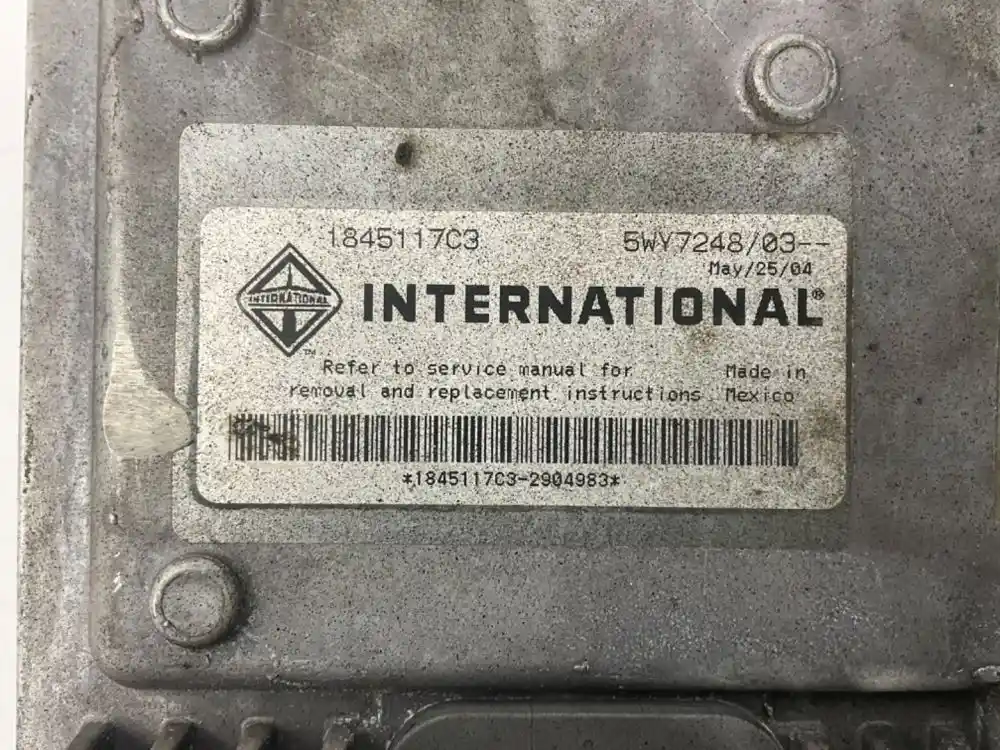 1845117C3 5WY7248/03--
May/25/04
INTERNATIONAL
INTERNATIONAL®
™
Refer to service manual for Made in
removal and replacement instructions Mexico
*1845117C3-2904983*